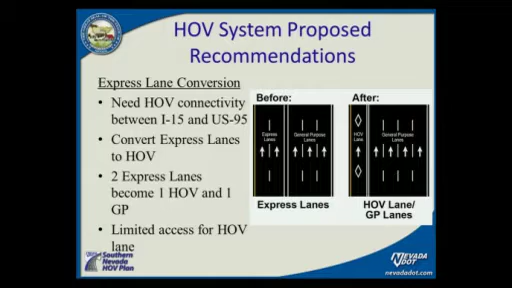 HOV System Proposed
Recommendations
Express Lane Conversion
• Need HOV connectivity
between I-15 and US-95
• Convert Express Lanes
to HOV
• 2 Express Lanes
become 1 HOV and 1
GP
• Limited access for HOV
lane
Before:
Express
Lanes
General Purpose
Lanes
Express Lanes
After:
HOV
Lane
General Purpose
Lanes
HOV Lane/
GP Lanes
Southern
Nevada
HOV Plan
NEVADA
DOT
nevadadot.com